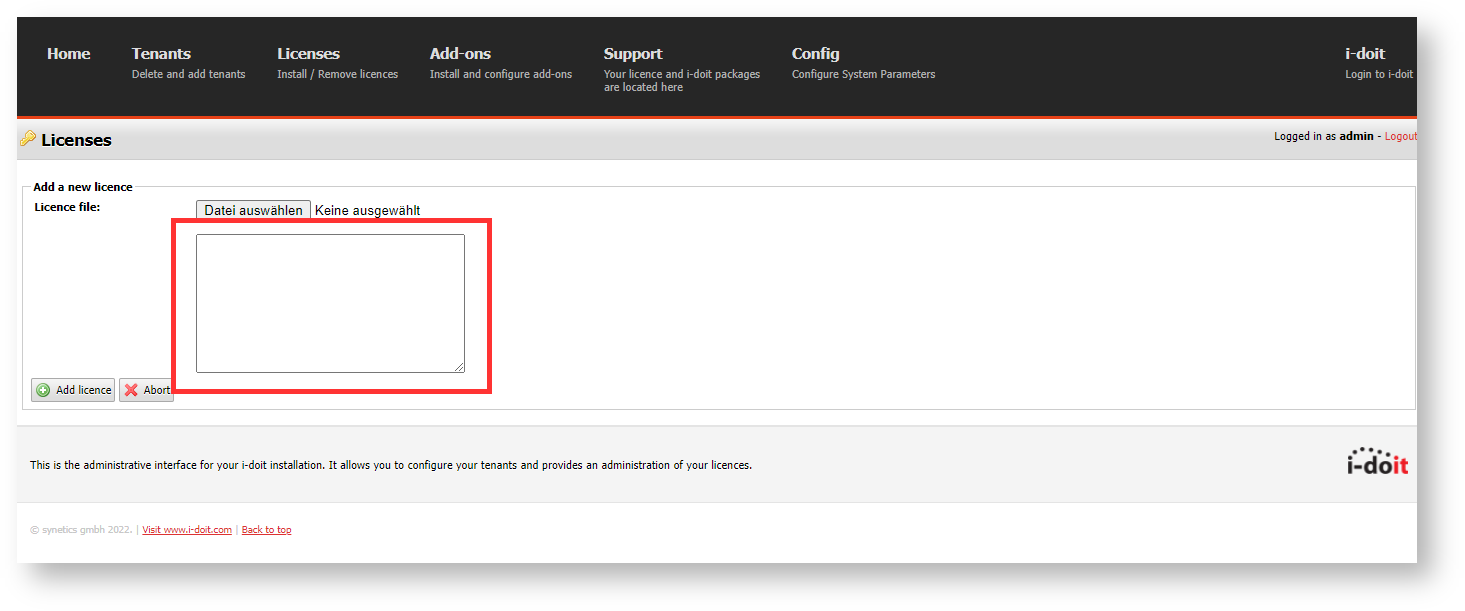 Home
Tenants
Delete and add tenants
Licenses
Install / Remove licences
Add-ons
Install and configure add-ons
Support
Your licence and i-doit packages
are located here
Config
Configure System Parameters
i-doit
Login to i-doit
Licenses
Logged in as admin - Logout
Add a new licence
Licence file:
Datei auswählen Keine ausgewählt
Add licence
Abort
This is the administrative interface for your i-doit installation. It allows you to configure your tenants and provides an administration of your licences.
i-doit
© synetics gmbh 2022. | Visit www.i-doit.com | Back to top